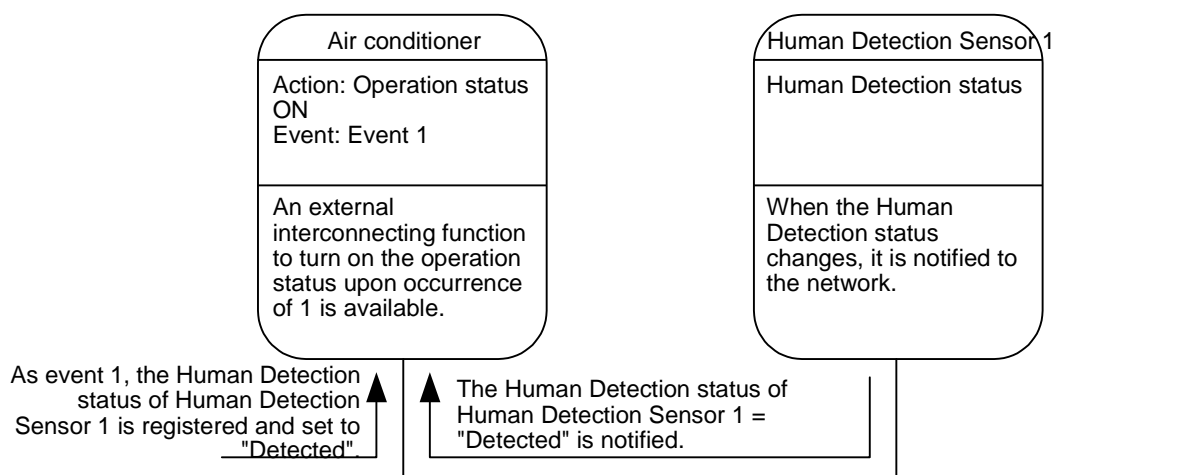 Air conditioner
Action: Operation status
ON
Event: Event 1
An external
interconnecting function
to turn on the operation
status upon occurrence
of 1 is available.
Human Detection Sensor 1
Human Detection status
When the Human
Detection status
changes, it is notified to
the network.
As event 1, the Human Detection
status of Human Detection
Sensor 1 is registered and set to
"Detected".
The Human Detection status of
Human Detection Sensor 1 =
"Detected" is notified.